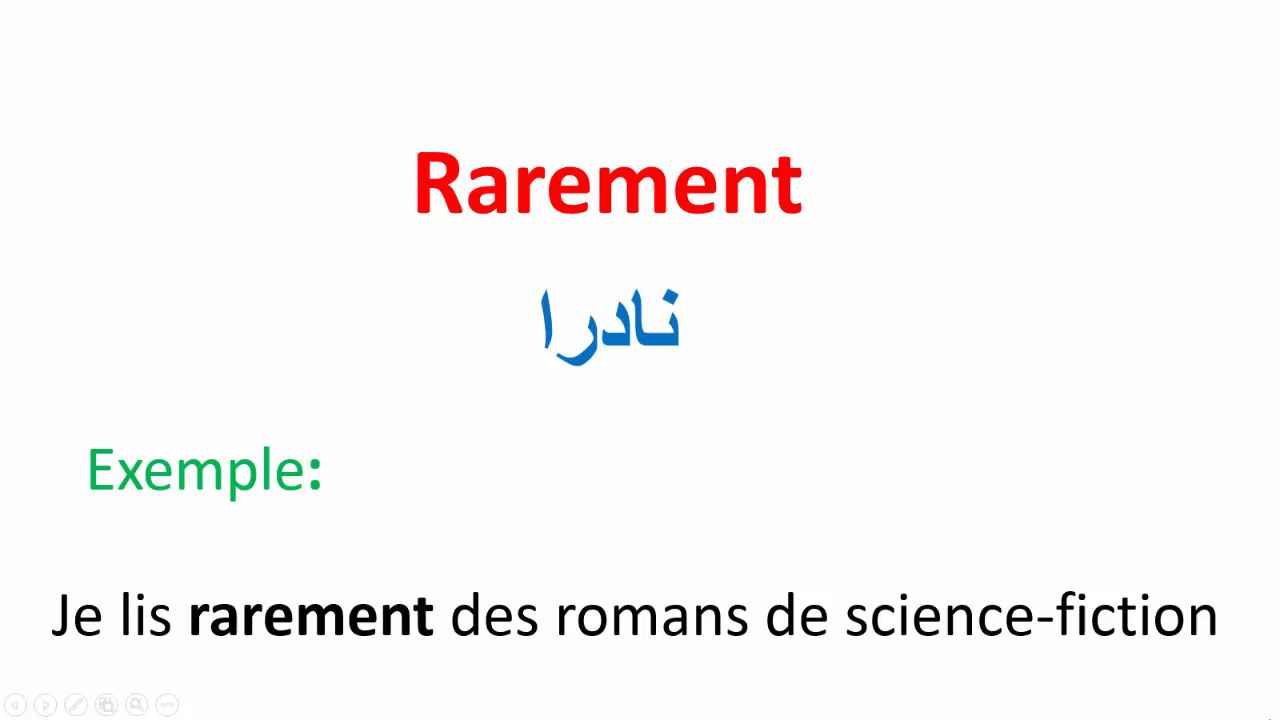 Rarement
نادرا
Exemple:
Je lis rarement des romans de science-fiction